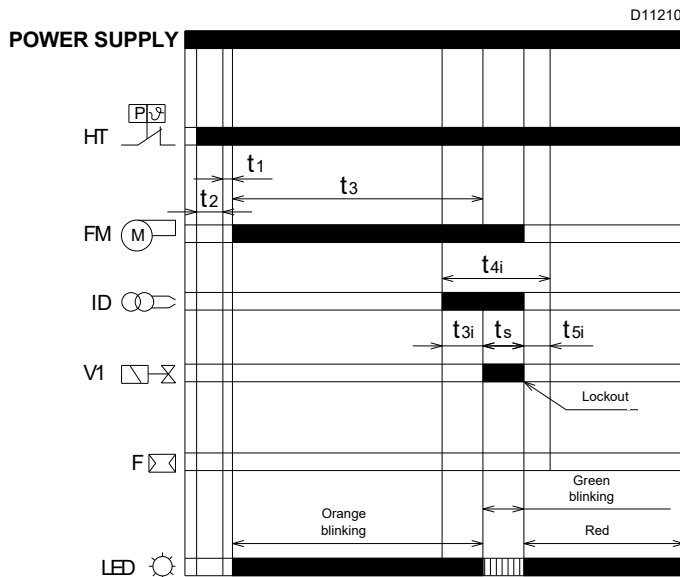 D11210
POWER SUPPLY
P ϑ
HT
t1
t3
t2
FM M
t4i
ID
t3i ts t5i
V1
Lockout
F
Green
blinking
Orange
blinking
Red
LED